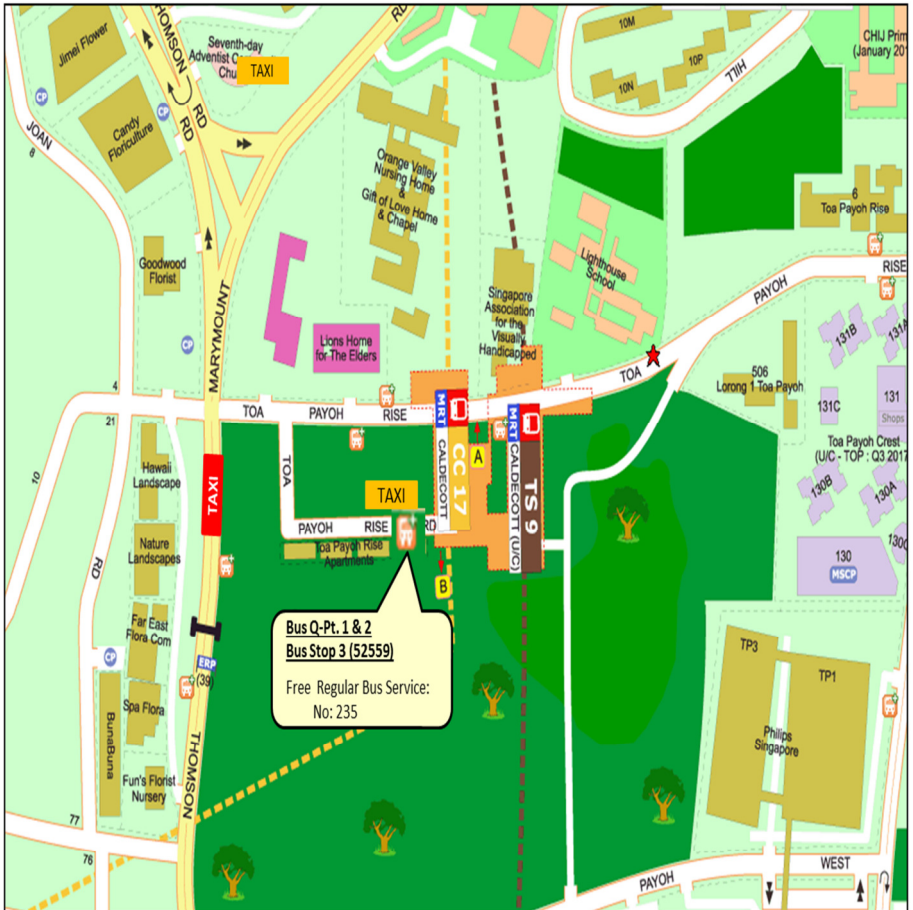 Jimei Flower
THOMSON RD
RD
RD
Seventh-day
Adventist
Chu
TAXI
10M
10N
10P
HILL
CHIJ Prim
(January 201
CP
CP
JOAN
8
Candy
Floriculture
Orange Valley
Nursing Home
&
Gift of Love Home
& Chapel
6
Toa Payoh Rise
Goodwood
Florist
Lighthouse
School
RISE
PAYOH
MARYMOUNT
Singapore
Association
for the
Visually
Handicapped
CP
Lions Home
for The Elders
131B
131A
TOA
506
Lorong 1 Toa Payoh
131C
131
Shops
4
21
TOA PAYOH RISE
MRT
CALDECOTT
CC 17
A
MRT
CALDECOTT (U/C)
TS 9
Toa Payoh Crest
(U/C - TOP : Q3 2017
130B
130A
130C
10
Hawaii
Landscape
TAXI
TOA
TAXI
PAYOH RISE RD
Toa Payoh Rise
Apartments
Nature
Landscapes
RD
B
130
MSCP
Far East
Flora Com
Bus Q-Pt. 1 & 2
Bus Stop 3 (52559)
Free Regular Bus Service:
No: 235
CP
ERP
(39)
TP3
TP1
Spa Flora
BunaBuna
Philips
Singapore
Fun's Florist
Nursery
THOMSON
77
76
PAYOH
WEST